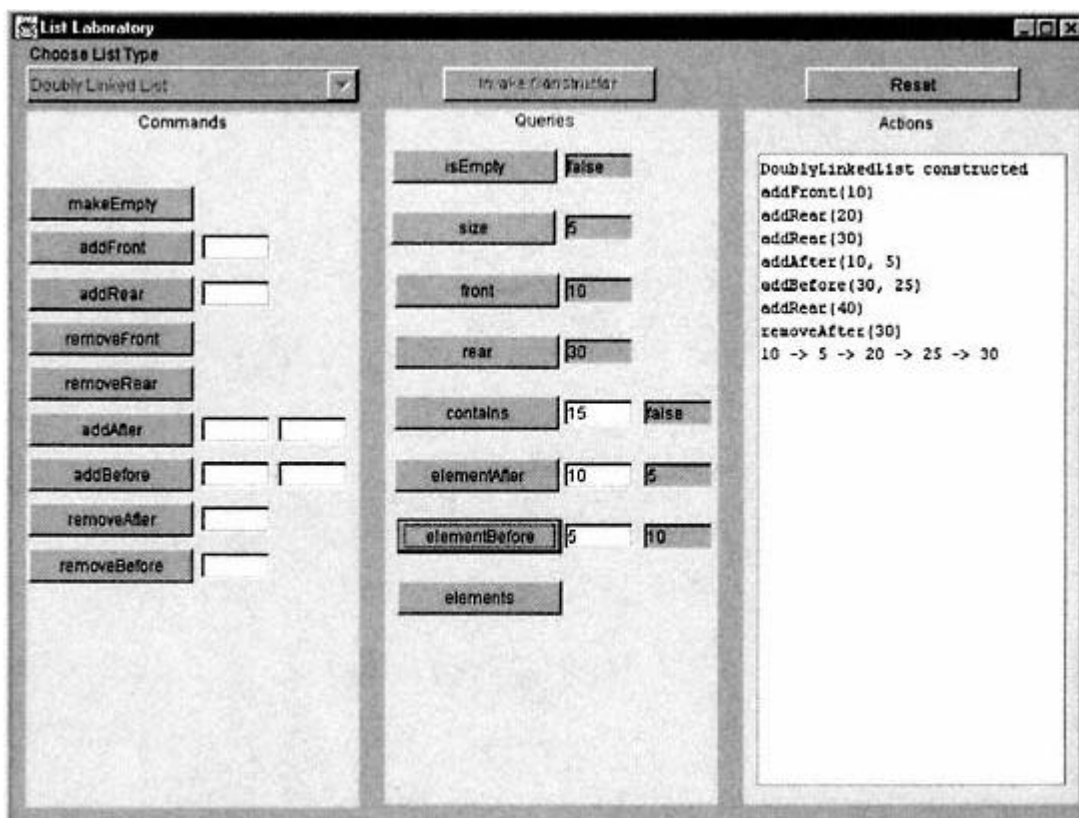 List Laboratory
Choose List Type
Doubly Linked List
Invoke Constructor
Reset
Commands
makeEmpty
addFront
addRear
removeFront
removeRear
addAfter
addBefore
removeAfter
removeBefore
Queries
isEmpty false
size 5
front 10
rear 30
contains 15 false
elementAfter 10 5
elementBefore 5 10
elements
Actions
DoublyLinkedList constructed
addFront(10)
addRear(20)
addRear(30)
addAfter(10, 5)
addBefore(30, 25)
addRear(40)
removeAfter(30)
10 -> 5 -> 20 -> 25 -> 30